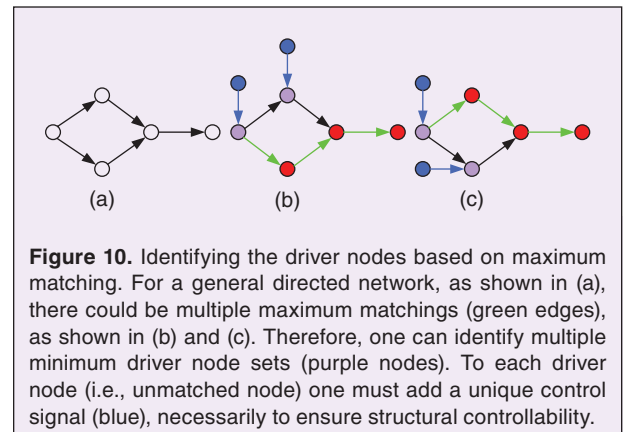 (a) (b) (c)
Figure 10. Identifying the driver nodes based on maximum
matching. For a general directed network, as shown in (a),
there could be multiple maximum matchings (green edges),
as shown in (b) and (c). Therefore, one can identify multiple
minimum driver node sets (purple nodes). To each driver
node (i.e., unmatched node) one must add a unique control
signal (blue), necessarily to ensure structural controllability.